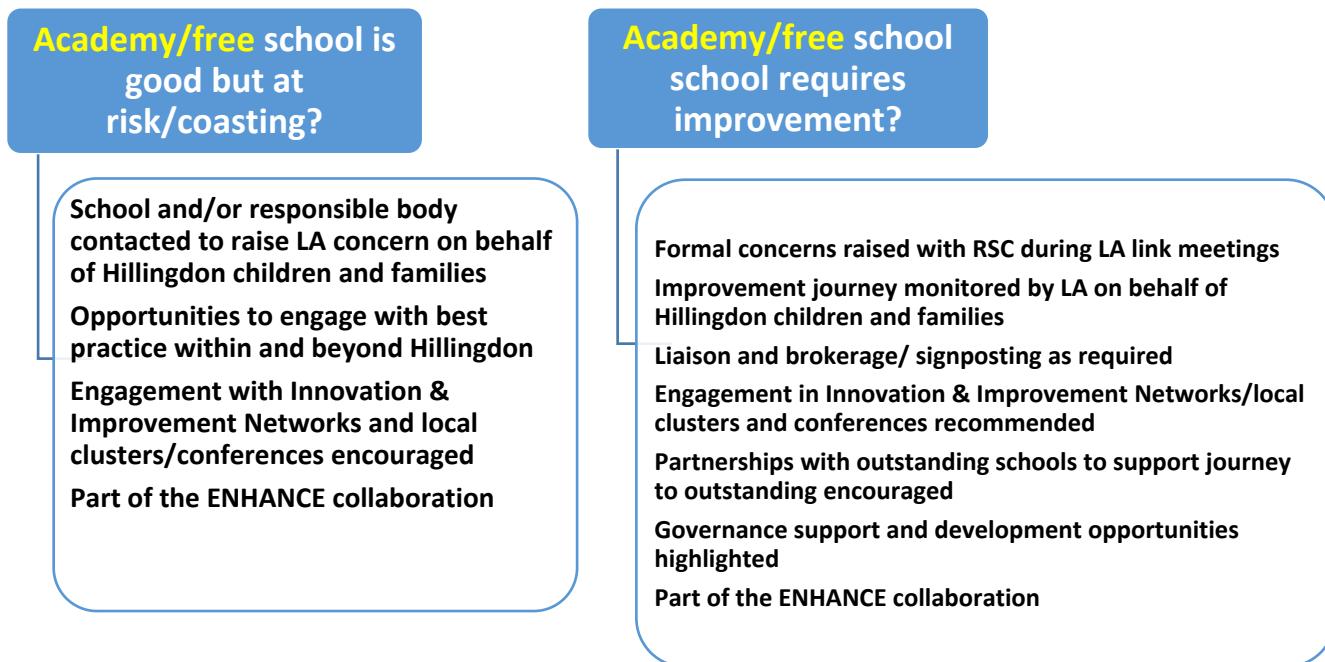 Academy/free school is
good but at
risk/coasting?
School and/or responsible body
contacted to raise LA concern on behalf
of Hillingdon children and families
Opportunities to engage with best
practice within and beyond Hillingdon
Engagement with Innovation &
Improvement Networks and local
clusters/conferences encouraged
Part of the ENHANCE collaboration
Academy/free school
school requires
improvement?
Formal concerns raised with RSC during LA link meetings
Improvement journey monitored by LA on behalf of
Hillingdon children and families
Liaison and brokerage/ signposting as required
Engagement in Innovation & Improvement Networks/local
clusters and conferences recommended
Partnerships with outstanding schools to support journey
to outstanding encouraged
Governance support and development opportunities
highlighted
Part of the ENHANCE collaboration